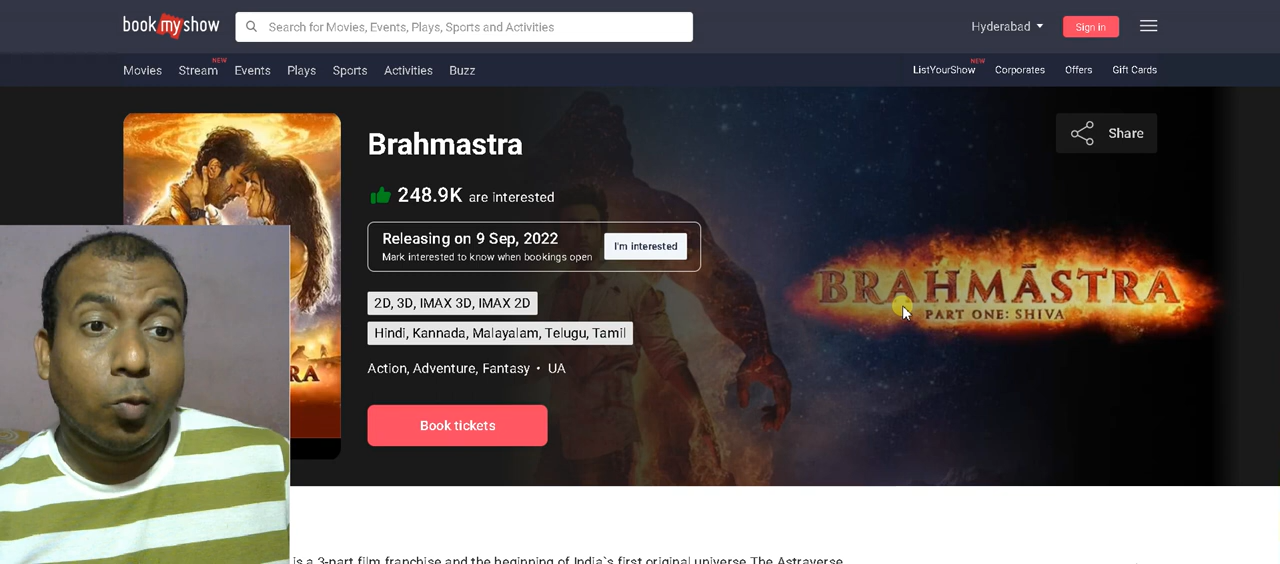 bookmyshow
Search for Movies, Events, Plays, Sports and Activities
Hyderabad
Sign in
Movies
Stream NEW
Events
Plays
Sports
Activities
Buzz
ListYourShow NEW
Corporates
Offers
Gift Cards
Brahmastra
Share
248.9K are interested
Releasing on 9 Sep, 2022
Mark interested to know when bookings open
I'm interested
2D, 3D, IMAX 3D, IMAX 2D
Hindi, Kannada, Malayalam, Telugu, Tamil
Action, Adventure, Fantasy • UA
Book tickets
BRAHMĀSTRA
PART ONE: SHIVA
RA
is a 3-part film franchise and the beginning of India`s first original universe The Astraverse